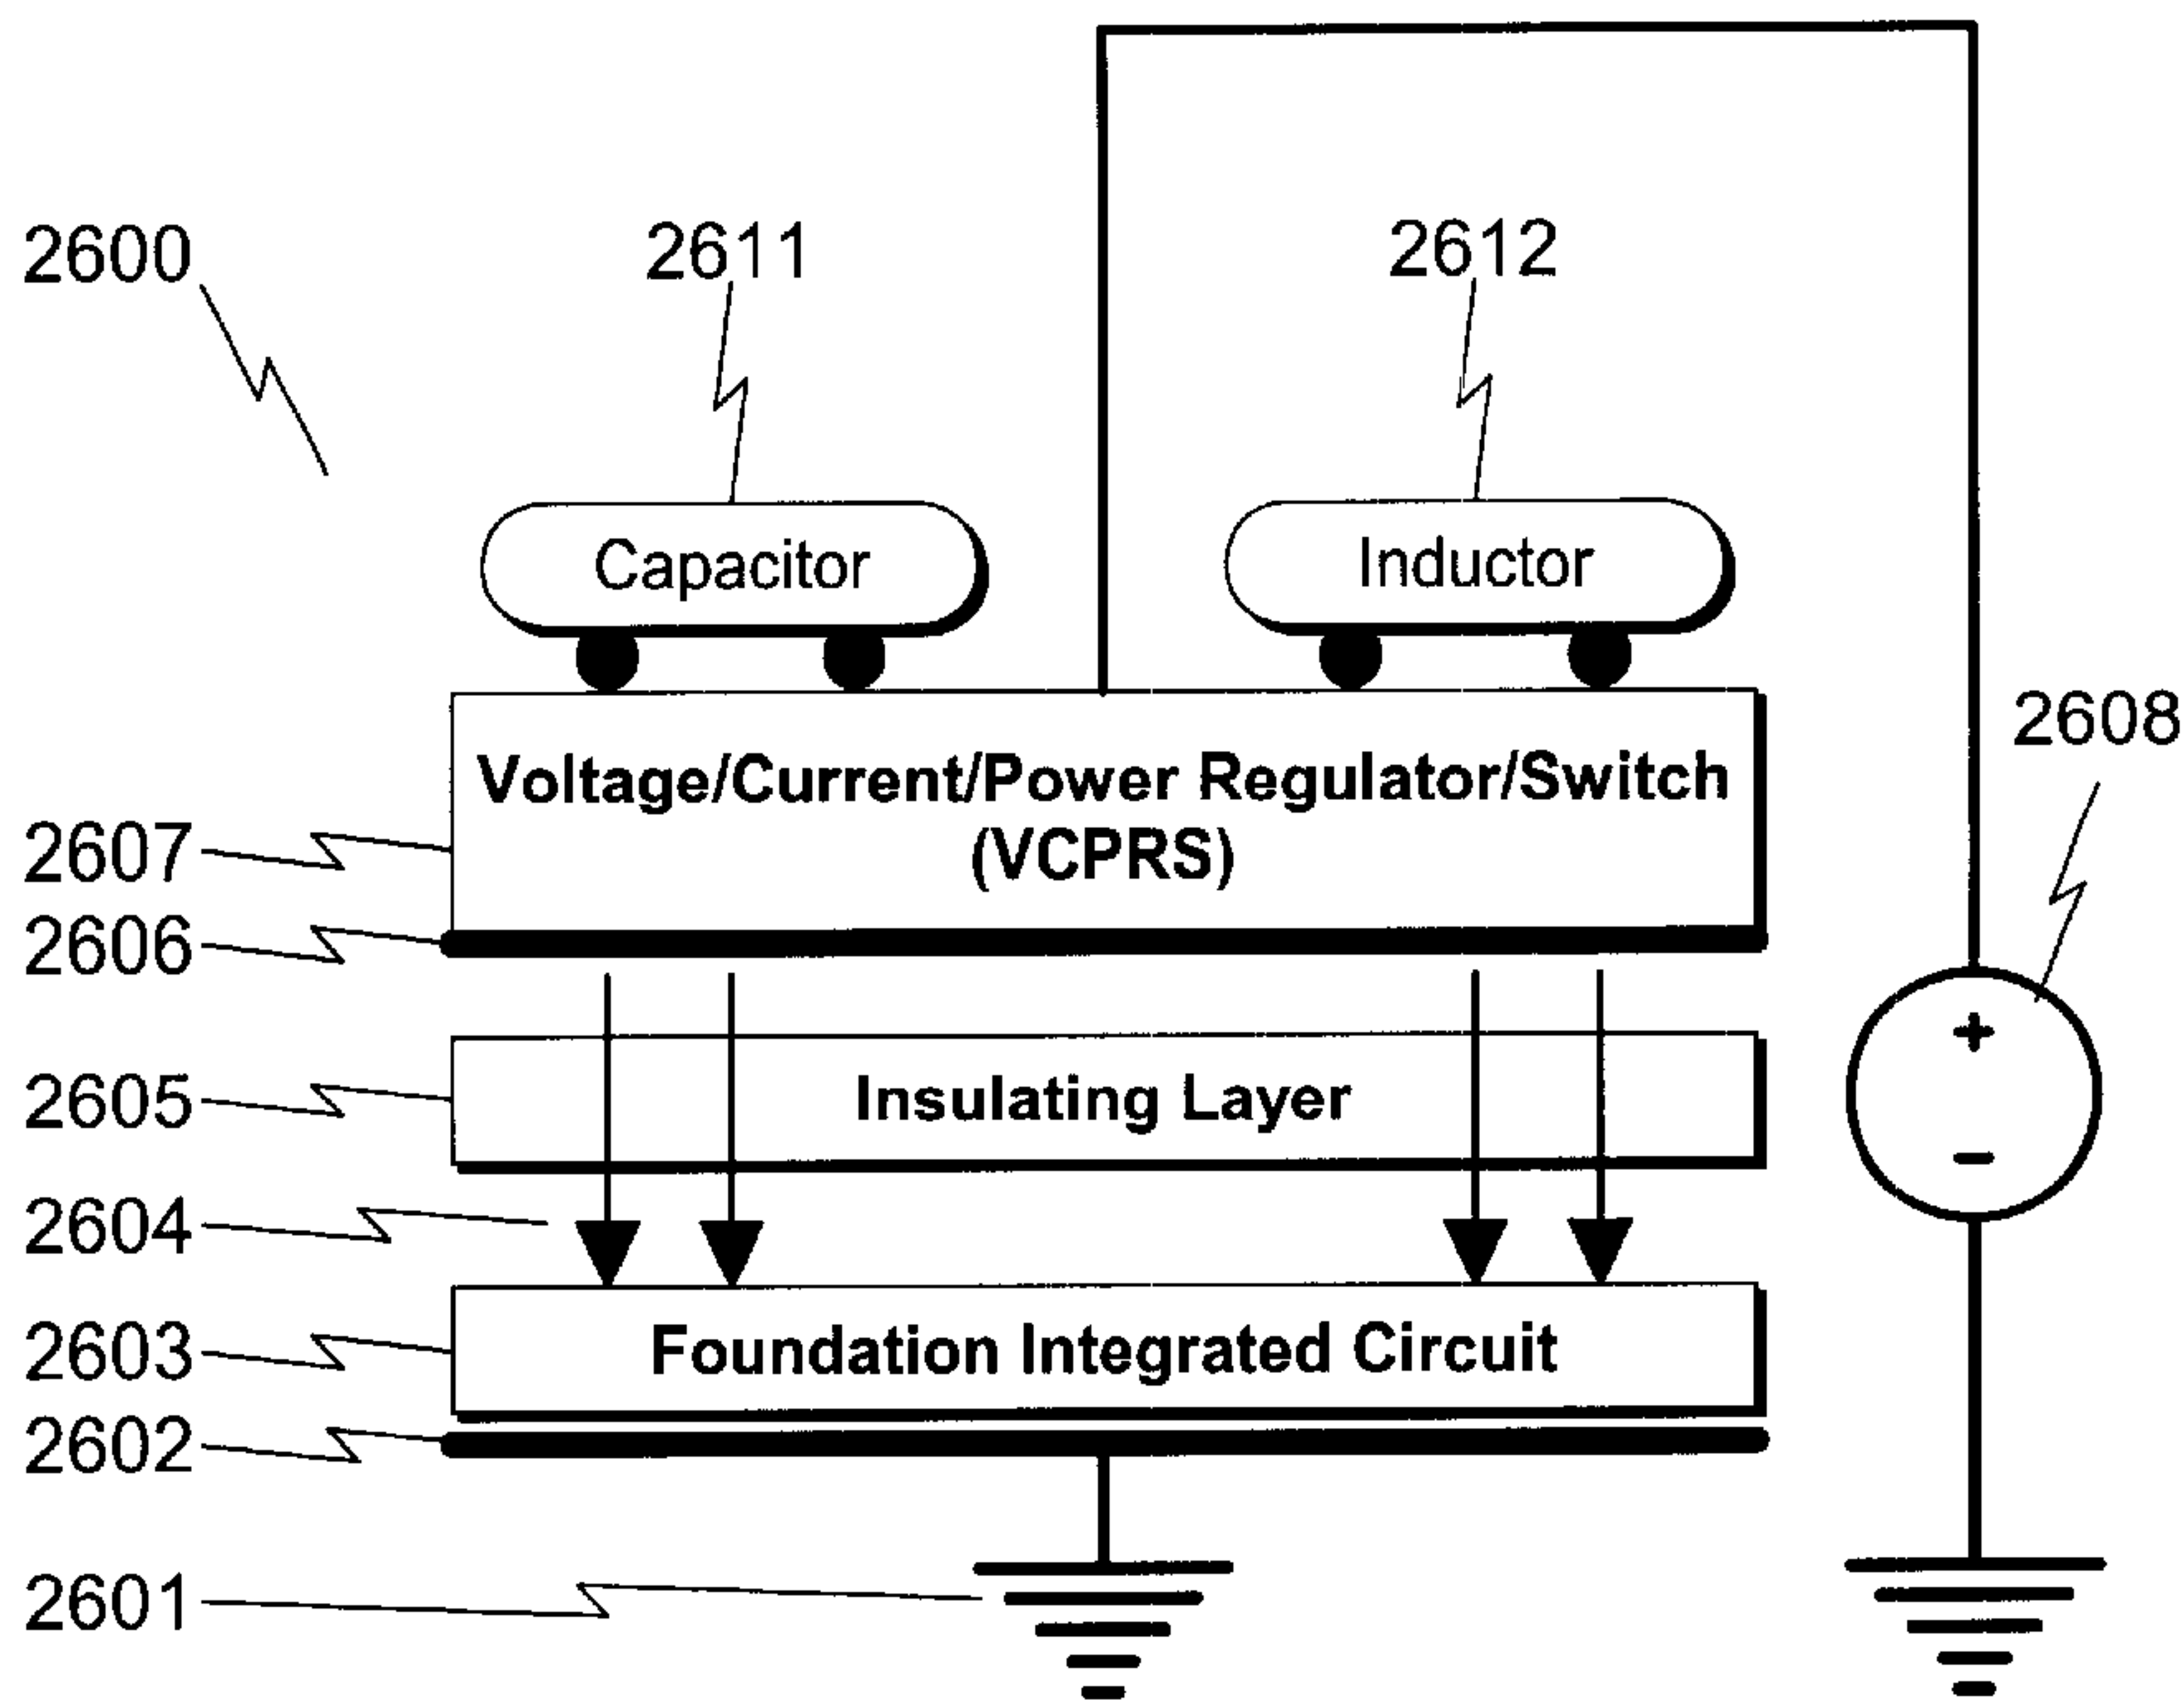 2600
2611
2612
Capacitor
Inductor
2608
Voltage/Current/Power Regulator/Switch
(VCPRS)
2607
2606
+
2605
Insulating Layer
−
2604
2603
Foundation Integrated Circuit
2602
2601